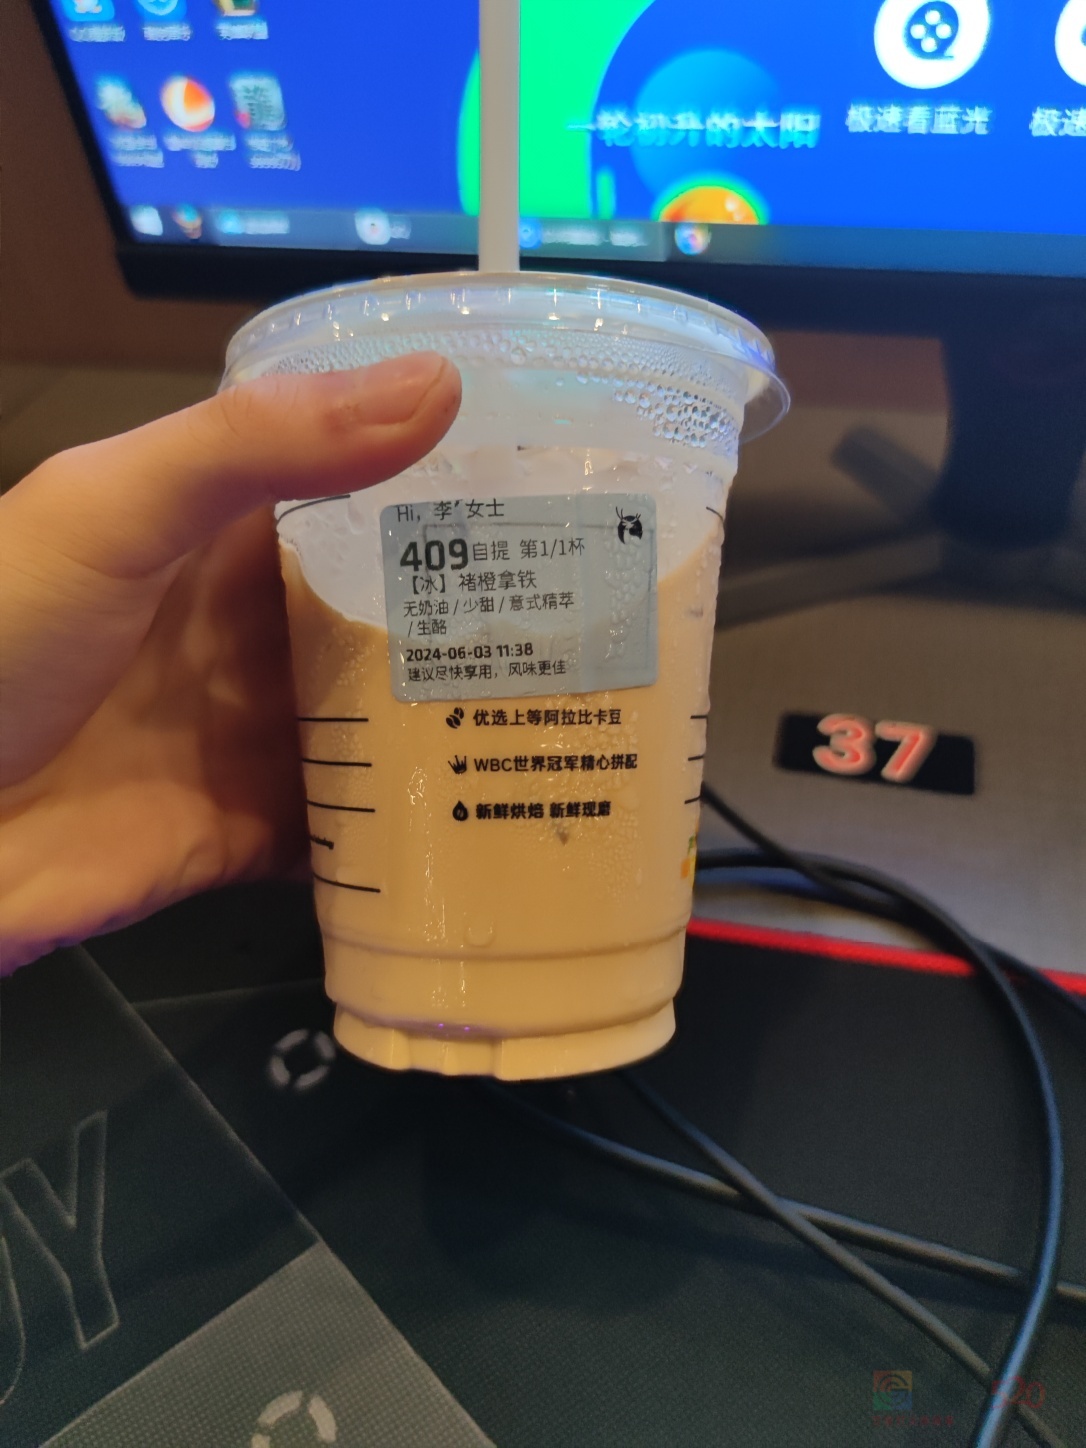 一轮初升的太阳
极速看蓝光
极速
Hi, 李 女士
409自提 第1/1杯
【冰】褚橙拿铁
无奶油/少甜/意式精萃
/生酪
2024-06-03 11:38
建议尽快享用，风味更佳
优选上等阿拉比卡豆
WBC世界冠军精心拼配
新鲜烘焙 新鲜现磨
37